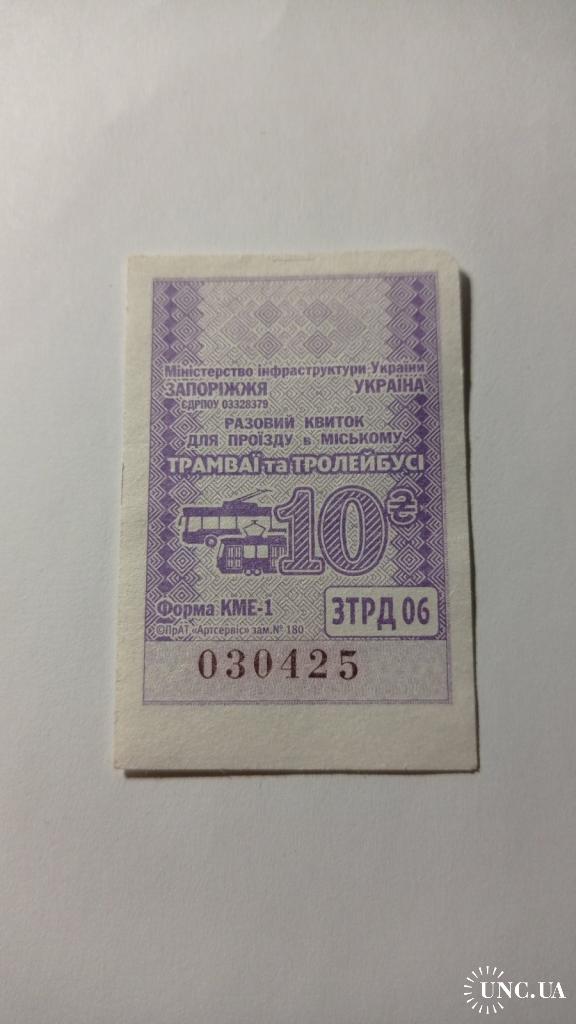 Міністерство інфраструктури України
ЗАПОРІЖЖЯ УКРАЇНА
ЄДРПОУ 03328379
РАЗОВИЙ КВИТОК
ДЛЯ ПРОЇЗДУ в МІСЬКОМУ
ТРАМВАЇ та ТРОЛЕЙБУСІ
10 ₴
Форма КМЕ-1
ЗТРД 06
©ПрАТ „Артсервіс" зам.№ 180
030425
UNC.UA